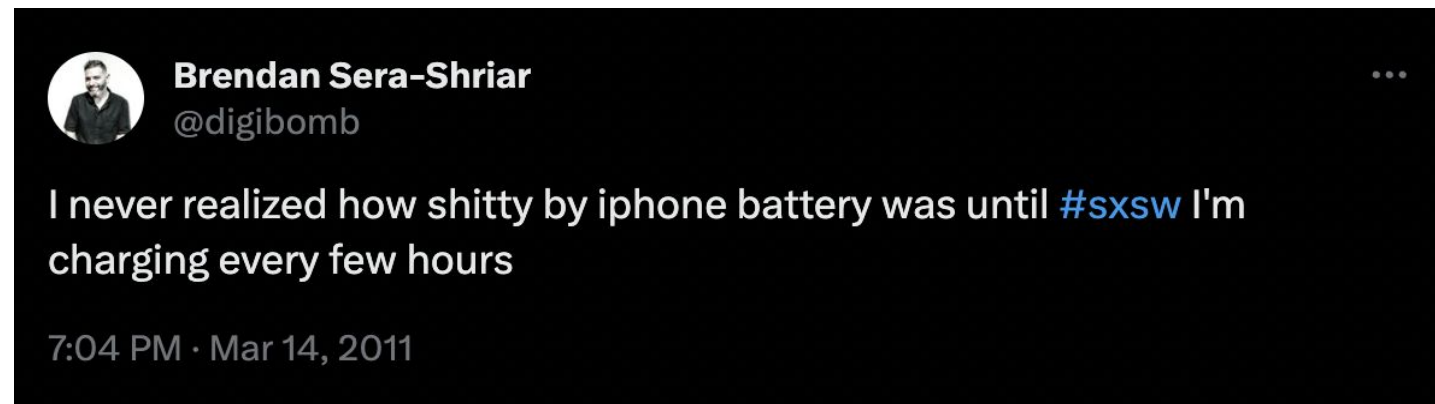 Brendan Sera-Shriar
@digibomb
I never realized how shitty by iphone battery was until #sxsw I'm
charging every few hours
7:04 PM · Mar 14, 2011